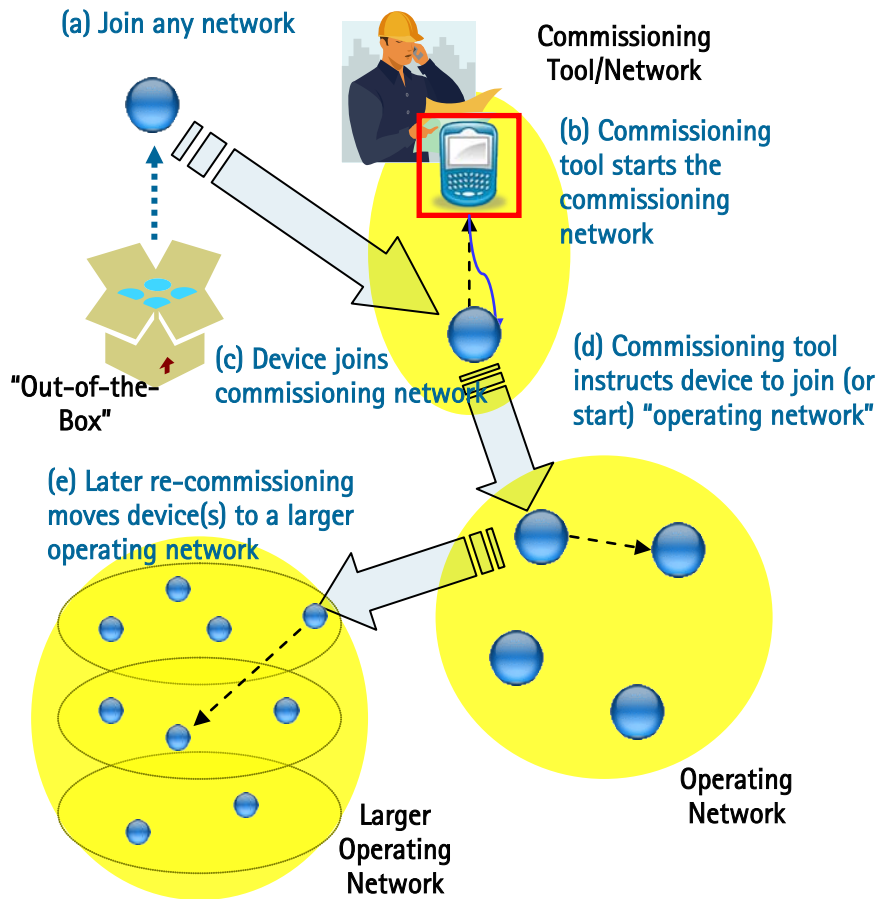 (a) Join any network
Commissioning
Tool/Network
(b) Commissioning
tool starts the
commissioning
network
(c) Device joins
commissioning network
"Out-of-the-
Box"
(d) Commissioning tool
instructs device to join (or
start) "operating network"
(e) Later re-commissioning
moves device(s) to a larger
operating network
Operating
Network
Larger
Operating
Network